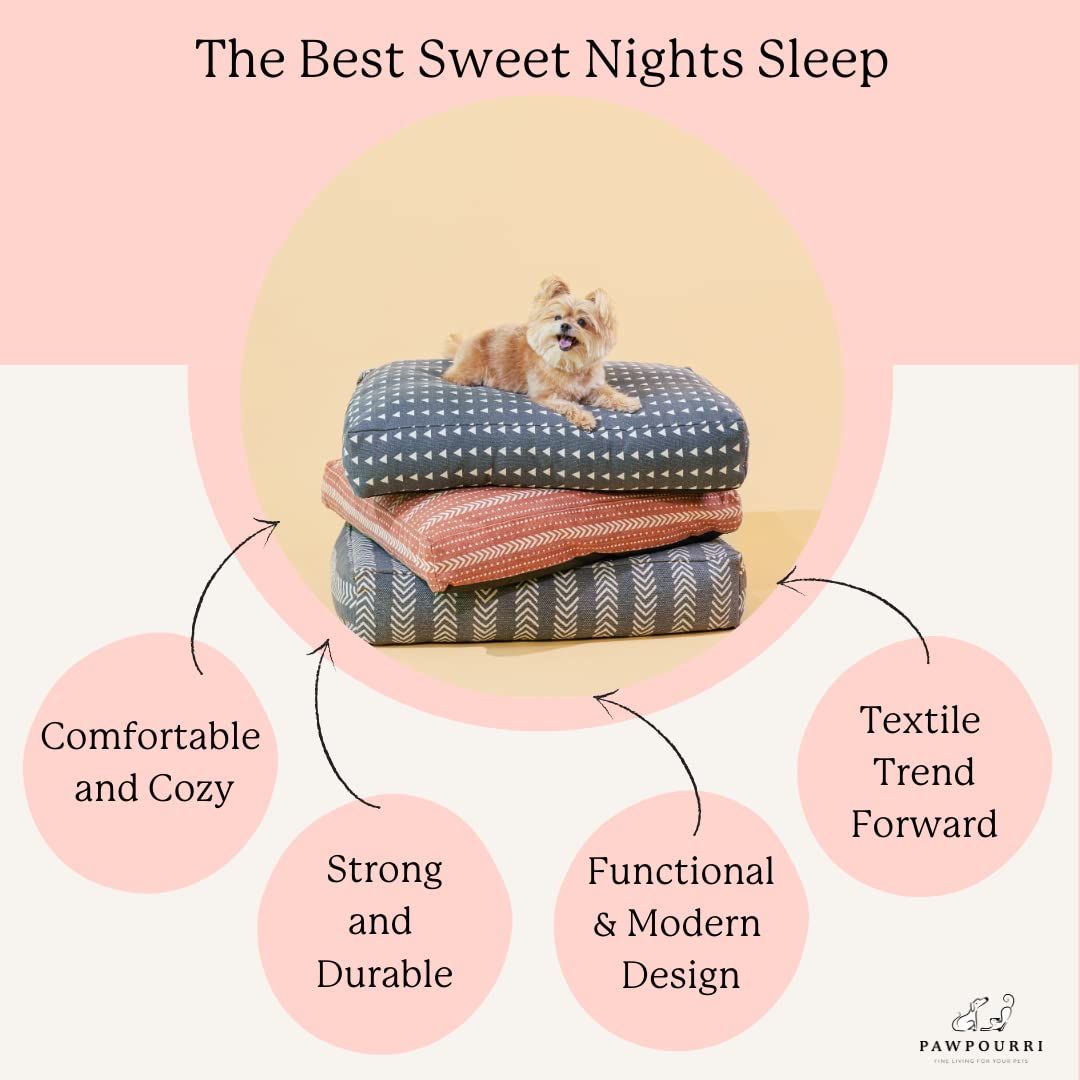 The Best Sweet Nights Sleep
Comfortable
and Cozy
Strong
and
Durable
Functional
& Modern
Design
Textile
Trend
Forward
PAWPOURRI
FINE LIVING FOR YOUR PETS